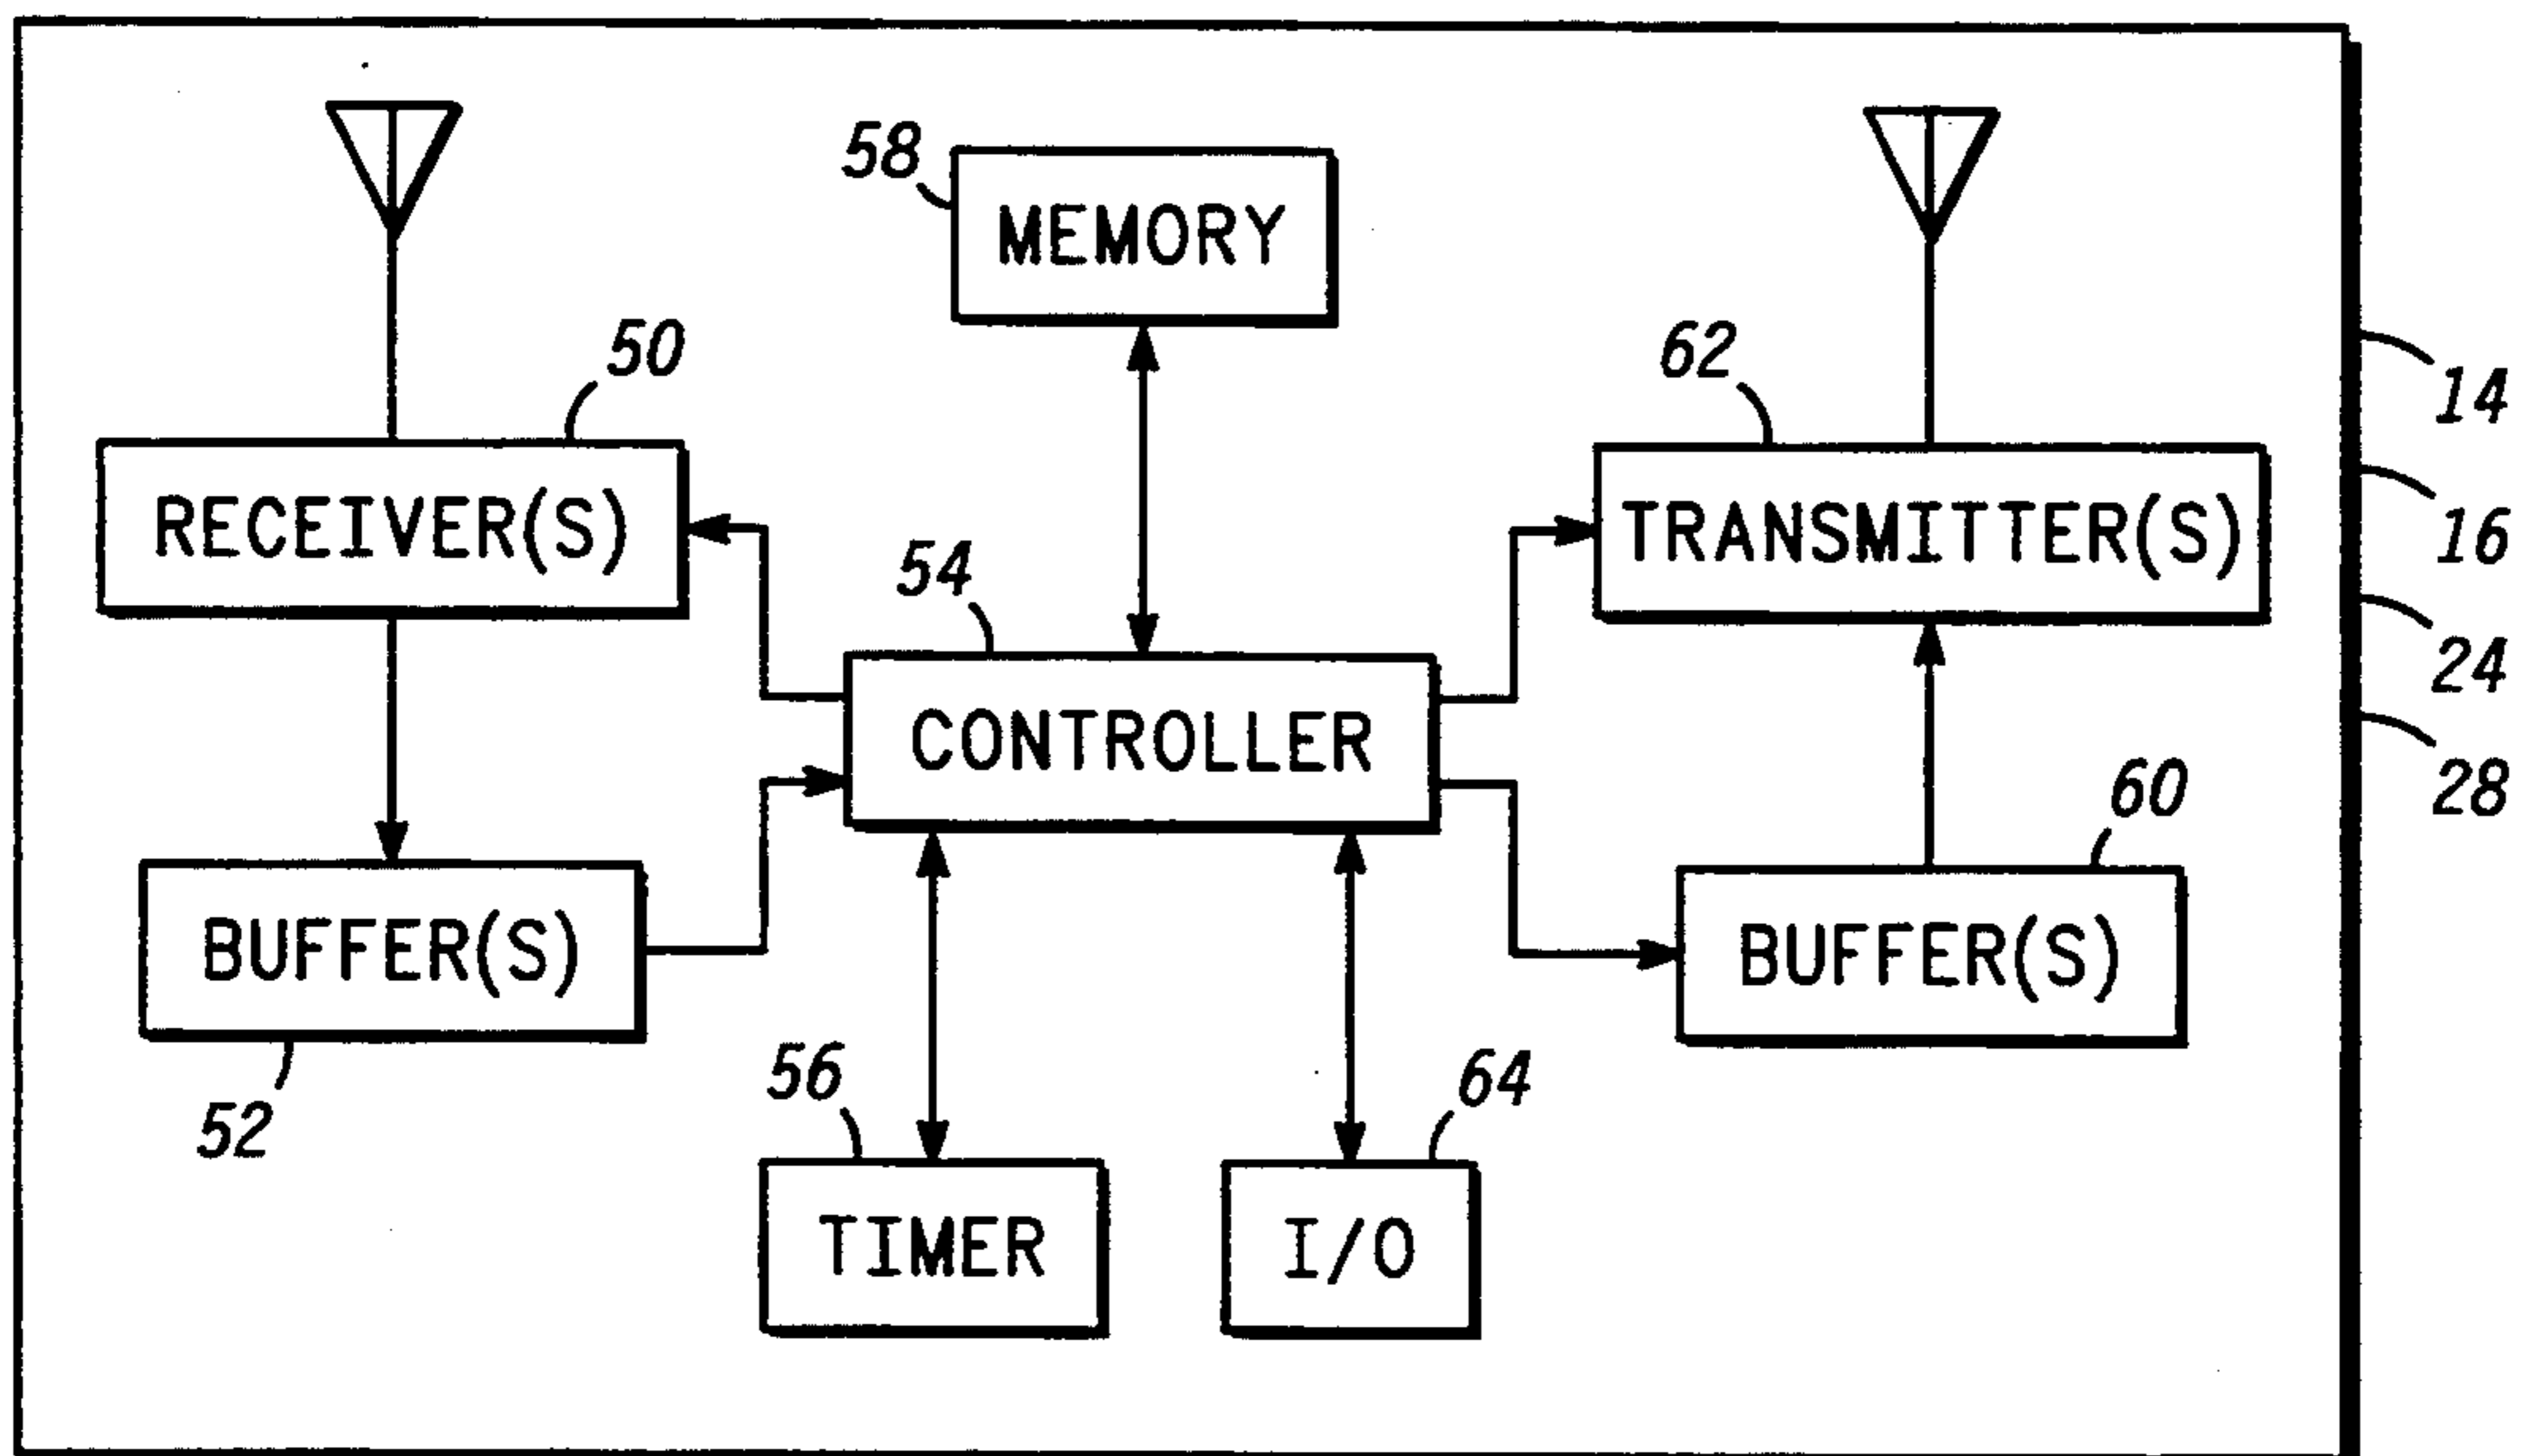 58
MEMORY
50
RECEIVER(S)
62
TRANSMITTER(S)
14
16
24
28
54
CONTROLLER
BUFFER(S)
52
60
BUFFER(S)
56
TIMER
64
I/O